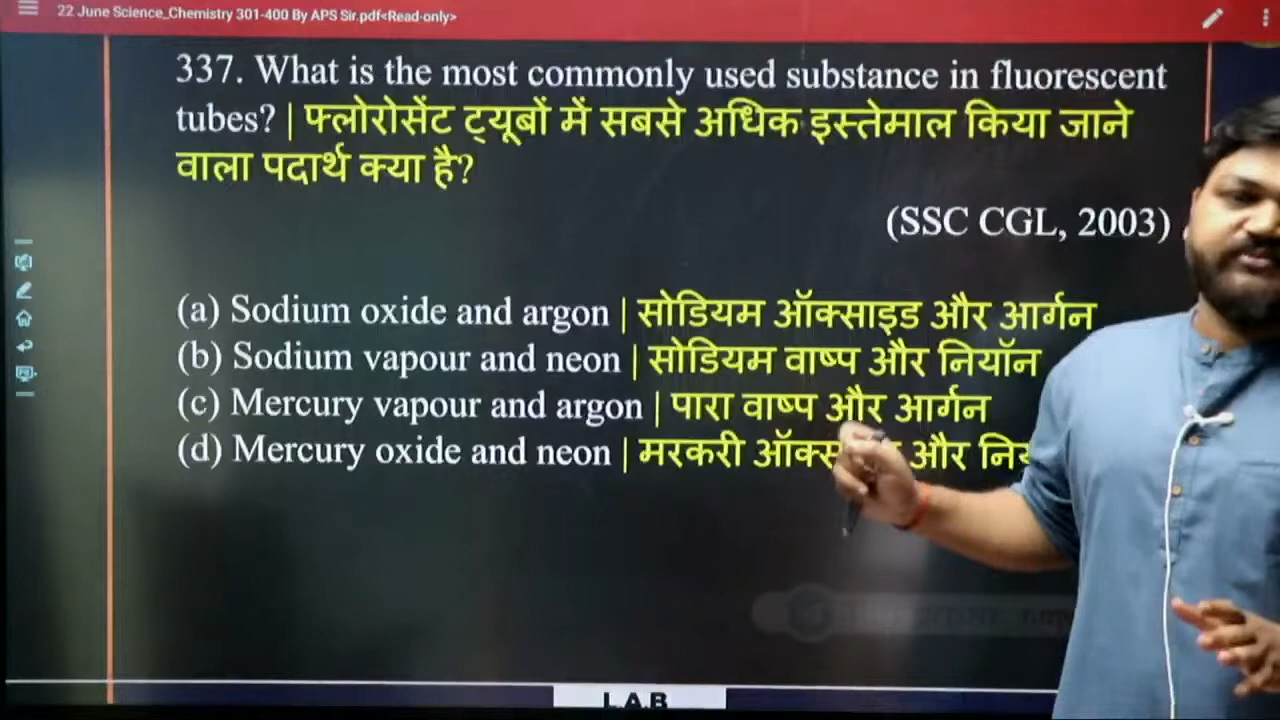 22 June Science_Chemistry 301-400 By APS Sir.pdf<Read-only>
337. What is the most commonly used substance in fluorescent
tubes? | फ्लोरोसेंट ट्यूबों में सबसे अधिक इस्तेमाल किया जाने
वाला पदार्थ क्या है?
(SSC CGL, 2003)
(a) Sodium oxide and argon | सोडियम ऑक्साइड और आर्गन
(b) Sodium vapour and neon | सोडियम वाष्प और नियॉन
(c) Mercury vapour and argon | पारा वाष्प और आर्गन
(d) Mercury oxide and neon | मरकरी और
L.A.B